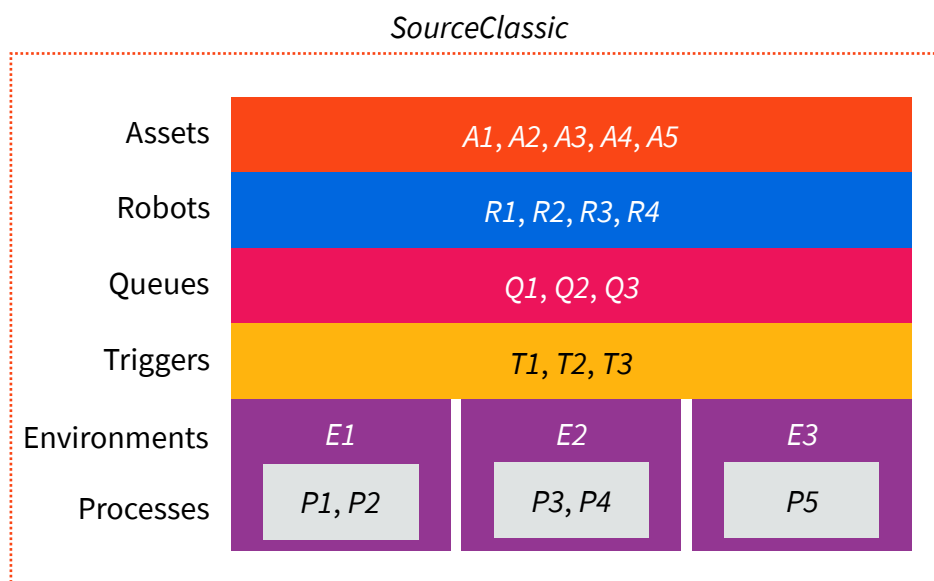 SourceClassic
Assets A1, A2, A3, A4, A5
Robots R1, R2, R3, R4
Queues Q1, Q2, Q3
Triggers T1, T2, T3
Environments E1 E2 E3
Processes P1, P2 P3, P4 P5